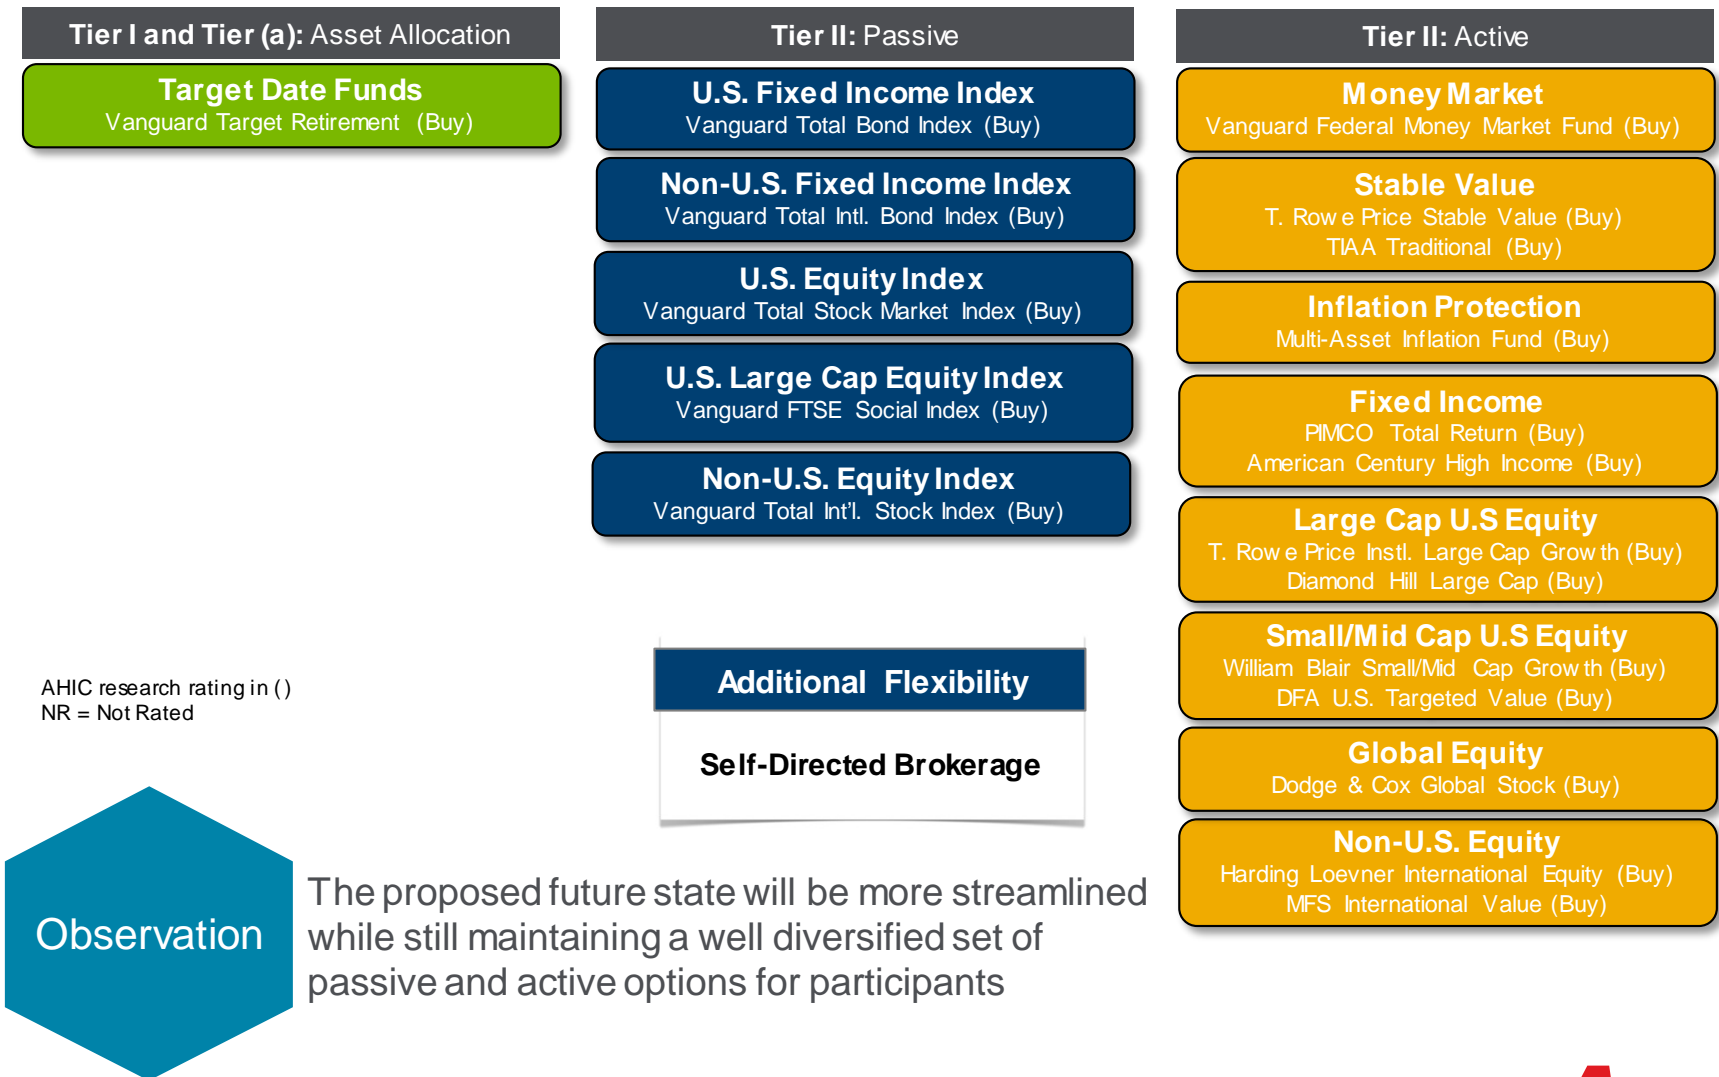 Tier I and Tier (a): Asset Allocation
Target Date Funds
Vanguard Target Retirement (Buy)
Tier II: Passive
U.S. Fixed Income Index
Vanguard Total Bond Index (Buy)
Non-U.S. Fixed Income Index
Vanguard Total Intl. Bond Index (Buy)
U.S. Equity Index
Vanguard Total Stock Market Index (Buy)
U.S. Large Cap Equity Index
Vanguard FTSE Social Index (Buy)
Non-U.S. Equity Index
Vanguard Total Int'l. Stock Index (Buy)
Tier II: Active
Money Market
Vanguard Federal Money Market Fund (Buy)
Stable Value
T. Rowe Price Stable Value (Buy)
TIAA Traditional (Buy)
Inflation Protection
Multi-Asset Inflation Fund (Buy)
Fixed Income
PIMCO Total Return (Buy)
American Century High Income (Buy)
Large Cap U.S Equity
T. Rowe Price Instl. Large Cap Growth (Buy)
Diamond Hill Large Cap (Buy)
Small/Mid Cap U.S Equity
William Blair Small/Mid Cap Growth (Buy)
DFA U.S. Targeted Value (Buy)
Global Equity
Dodge & Cox Global Stock (Buy)
Non-U.S. Equity
Harding Loevner International Equity (Buy)
MFS International Value (Buy)
Additional Flexibility
Self-Directed Brokerage
AHIC research rating in ()
NR = Not Rated
Observation
The proposed future state will be more streamlined
while still maintaining a well diversified set of
passive and active options for participants